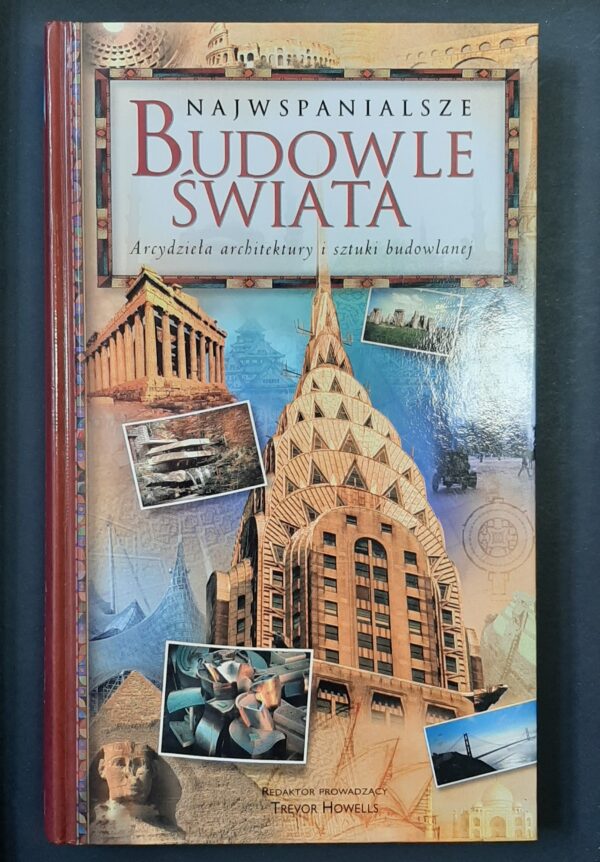 NAJWSPANIALSZE
BUDOWLE
ŚWIATA
Arcydzieła architektury i sztuki budowlanej
REDAKTOR PROWADZĄCY
TREVOR HOWELLS